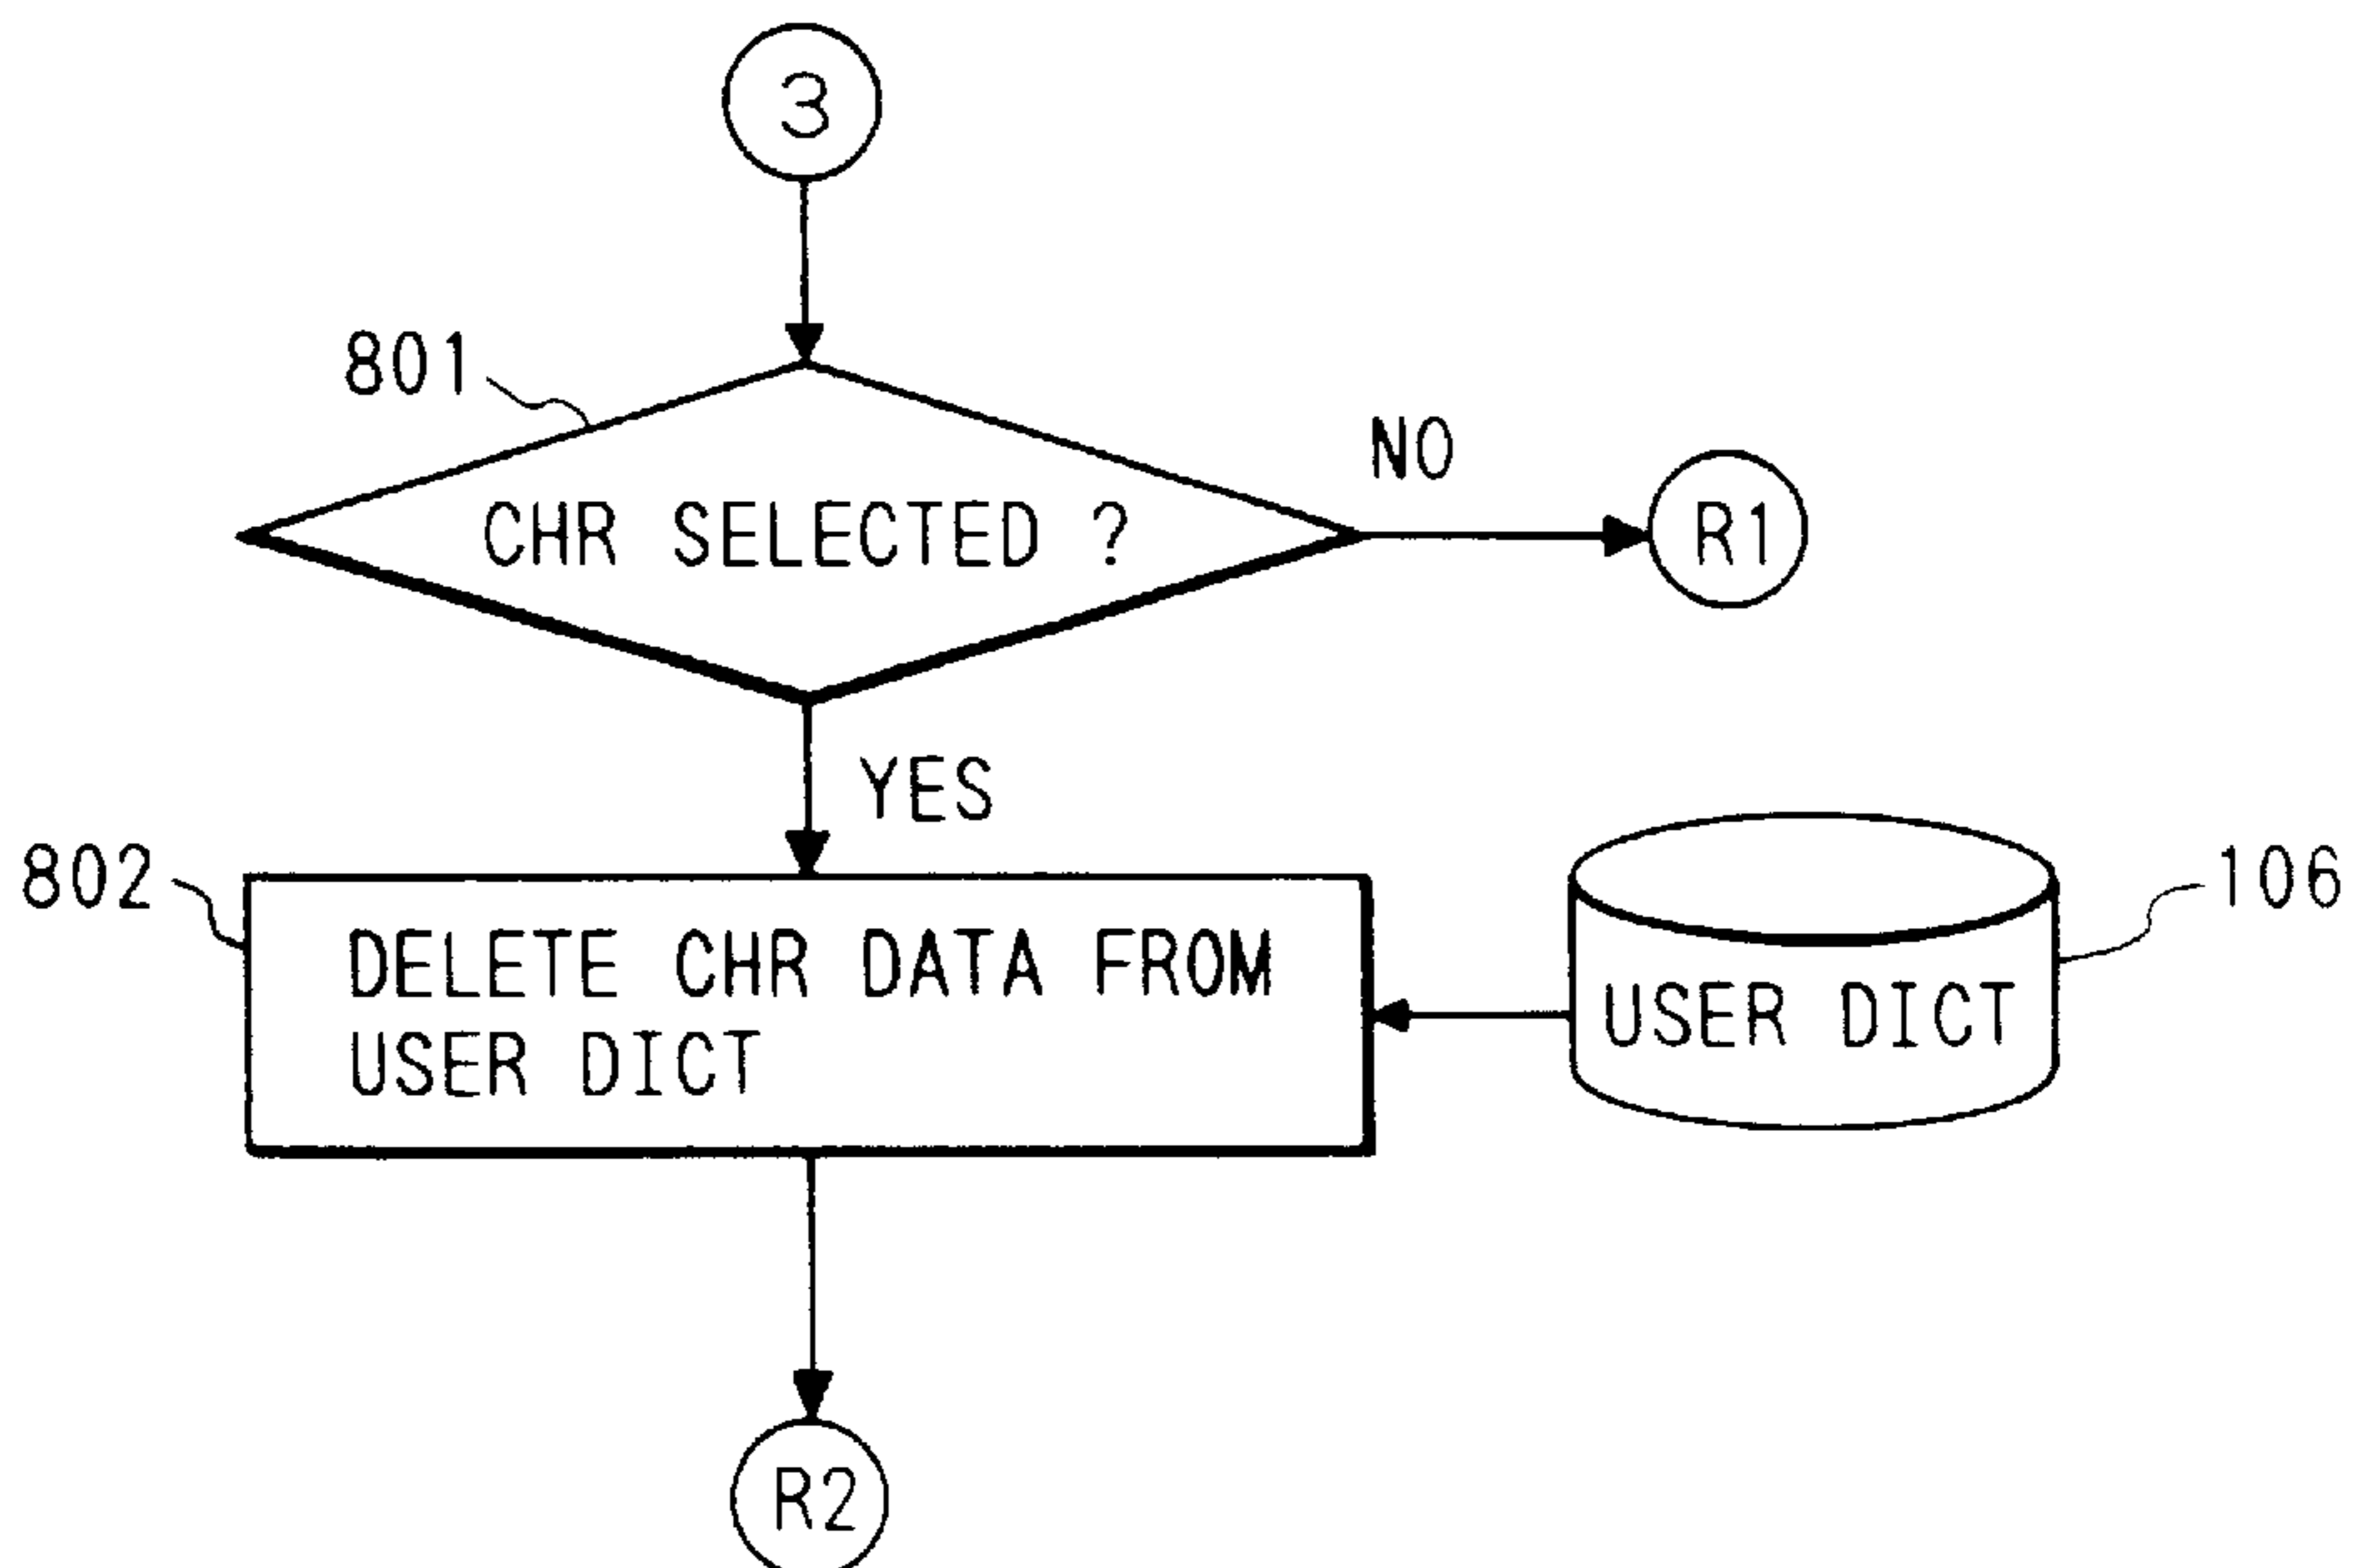 3
801
NO
CHR SELECTED ?
R1
YES
802
106
DELETE CHR DATA FROM
USER DICT
USER DICT
R2